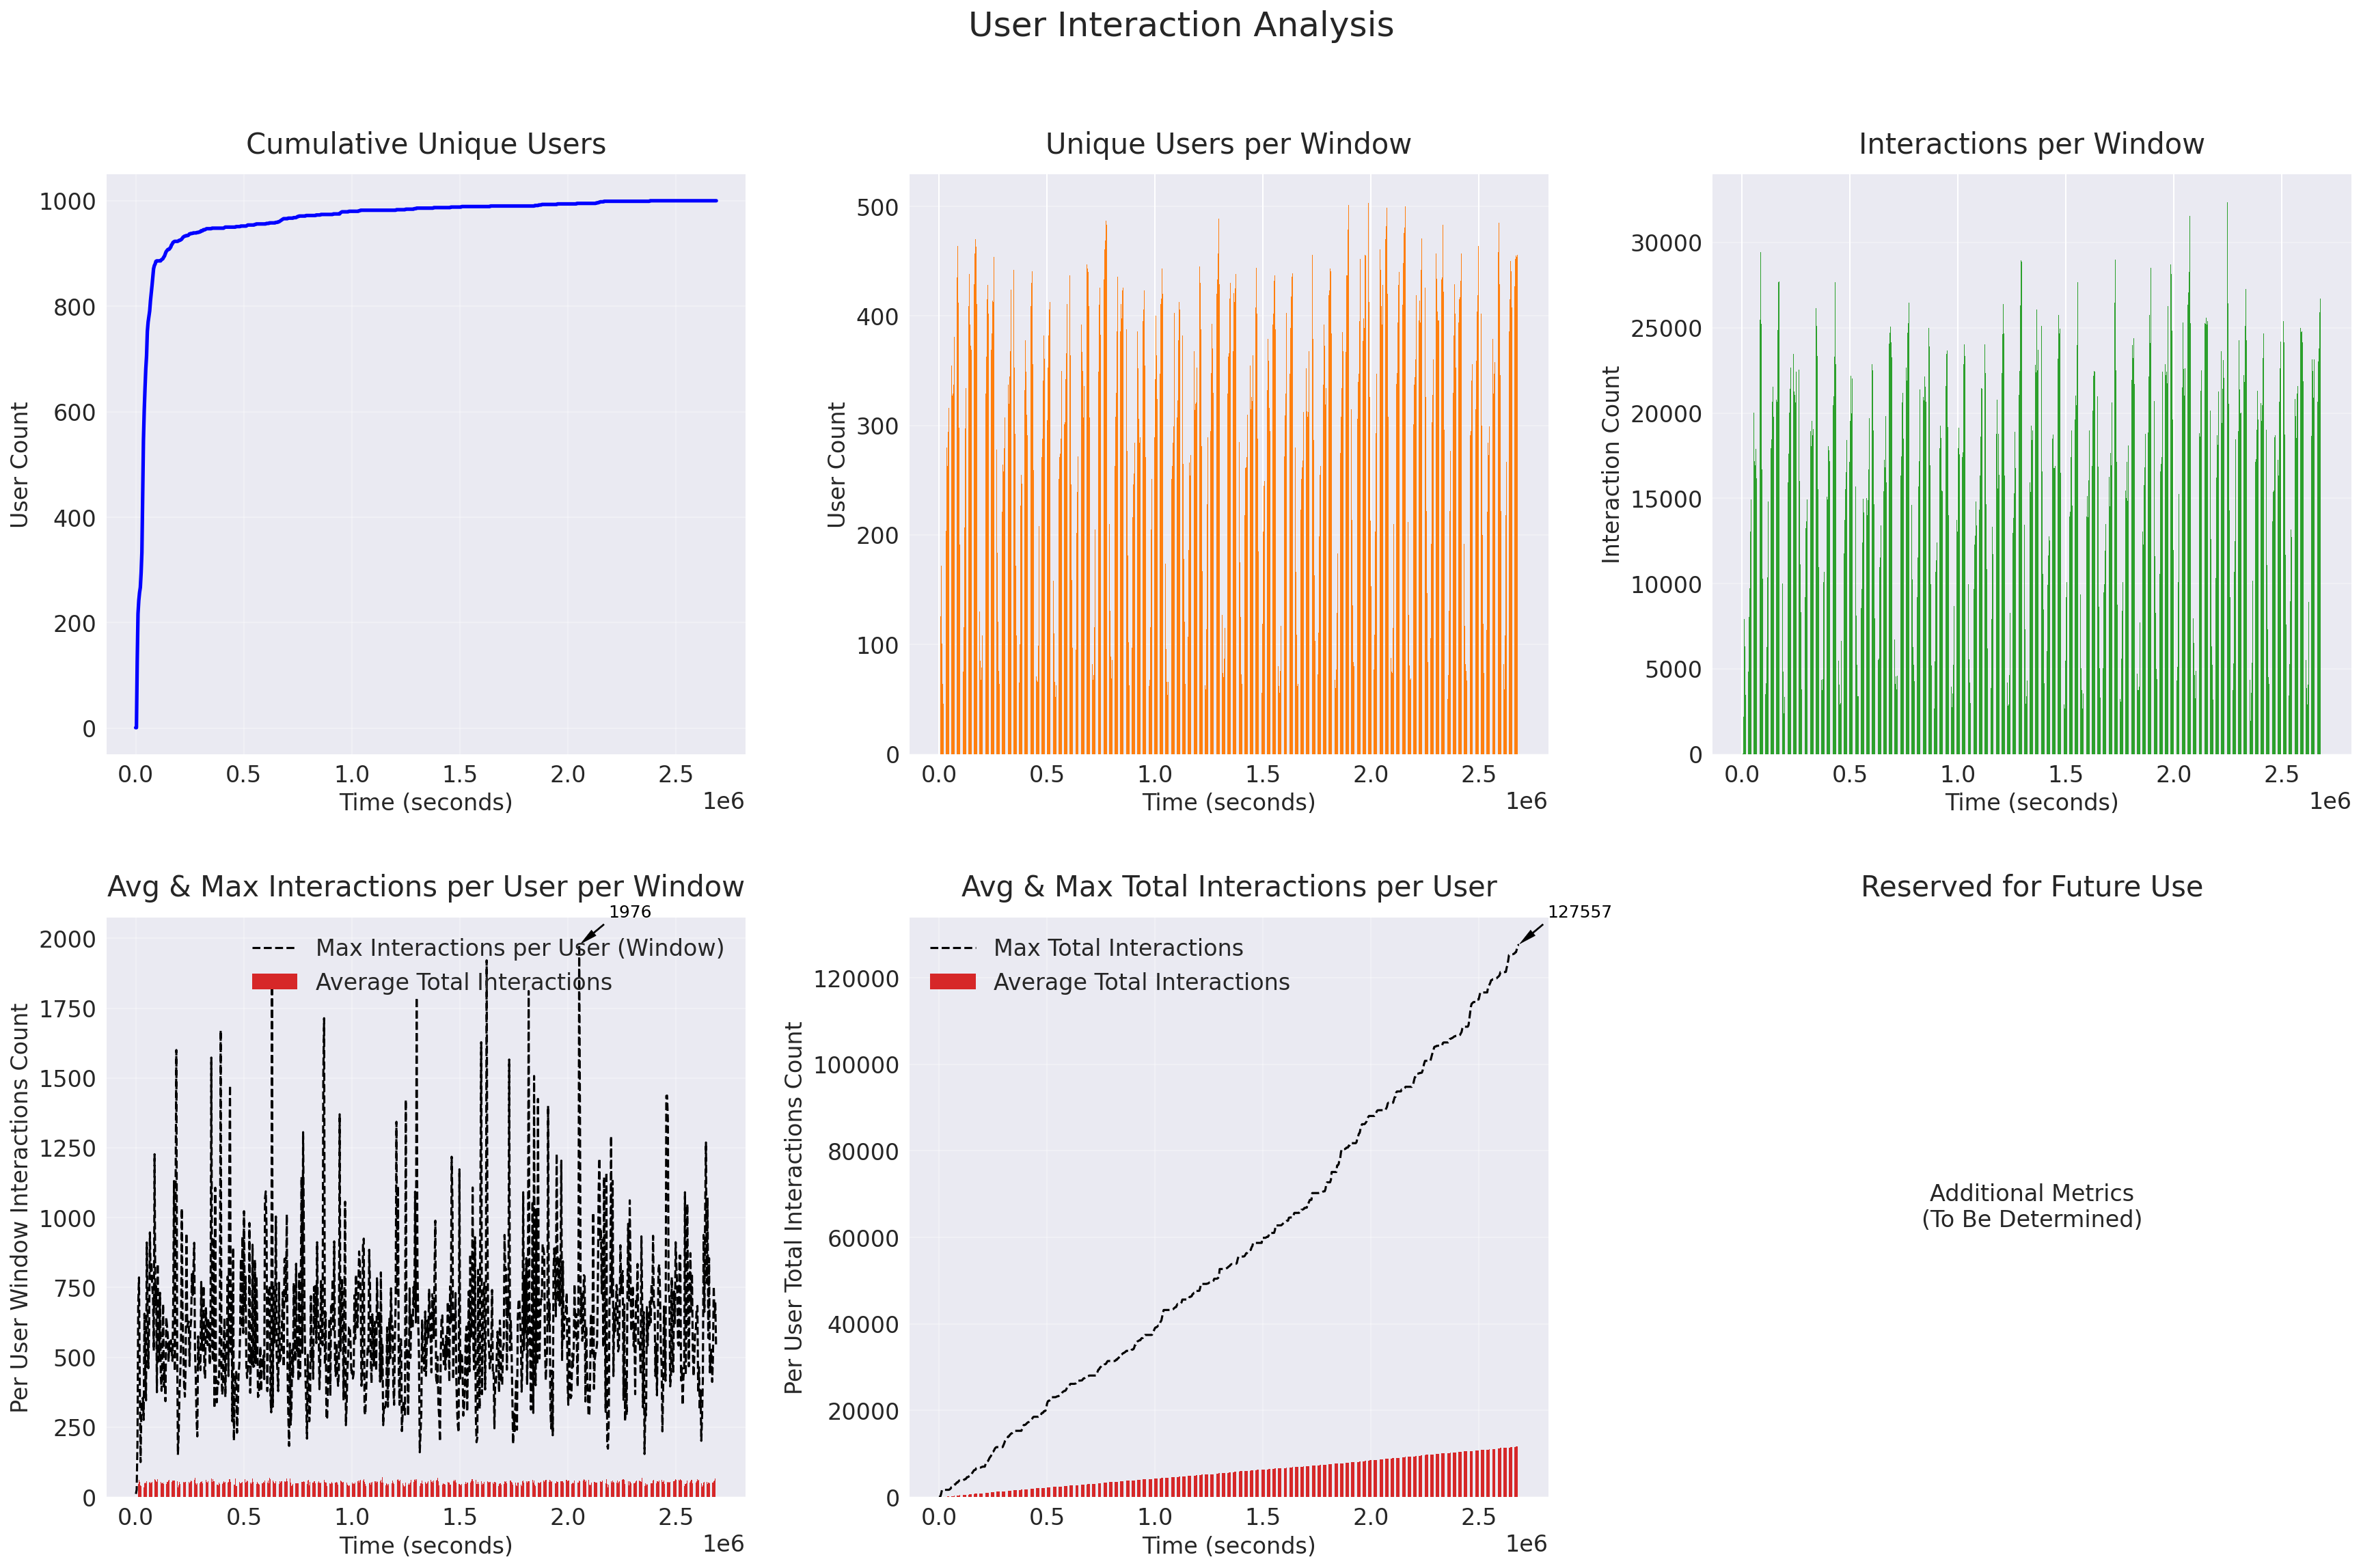 User Interaction Analysis
Cumulative Unique Users
User Count
1000
800
600
400
200
0
0.0 0.5 1.0 1.5 2.0 2.5
1e6
Time (seconds)
Unique Users per Window
User Count
500
400
300
200
100
0
0.0 0.5 1.0 1.5 2.0 2.5
1e6
Time (seconds)
Interactions per Window
Interaction Count
30000
25000
20000
15000
10000
5000
0
0.0 0.5 1.0 1.5 2.0 2.5
1e6
Time (seconds)
Avg & Max Interactions per User per Window
1976
Max Interactions per User (Window)
Average Total Interactions
Per User Window Interactions Count
2000
1750
1500
1250
1000
750
500
250
0
0.0 0.5 1.0 1.5 2.0 2.5
1e6
Time (seconds)
Avg & Max Total Interactions per User
127557
Max Total Interactions
Average Total Interactions
Per User Total Interactions Count
120000
100000
80000
60000
40000
20000
0
0.0 0.5 1.0 1.5 2.0 2.5
1e6
Time (seconds)
Reserved for Future Use
Additional Metrics
(To Be Determined)